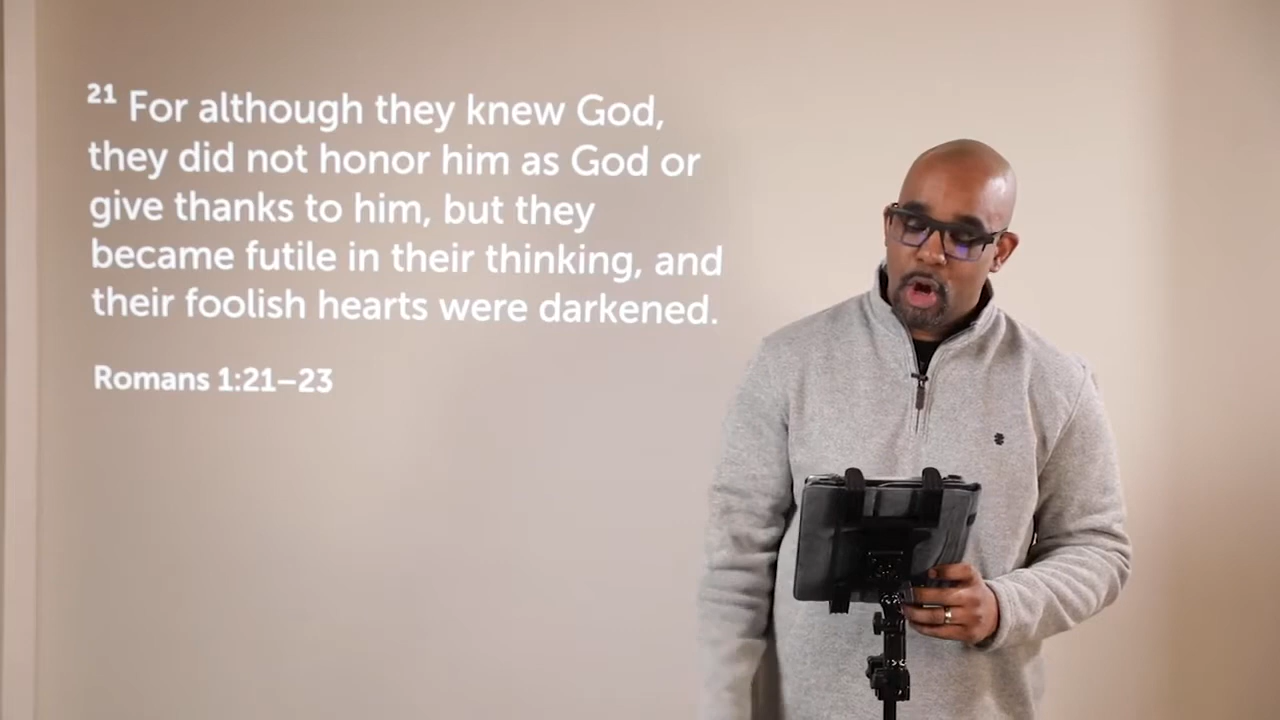 21 For although they knew God,
they did not honor him as God or
give thanks to him, but they
became futile in their thinking, and
their foolish hearts were darkened.
Romans 1:21–23